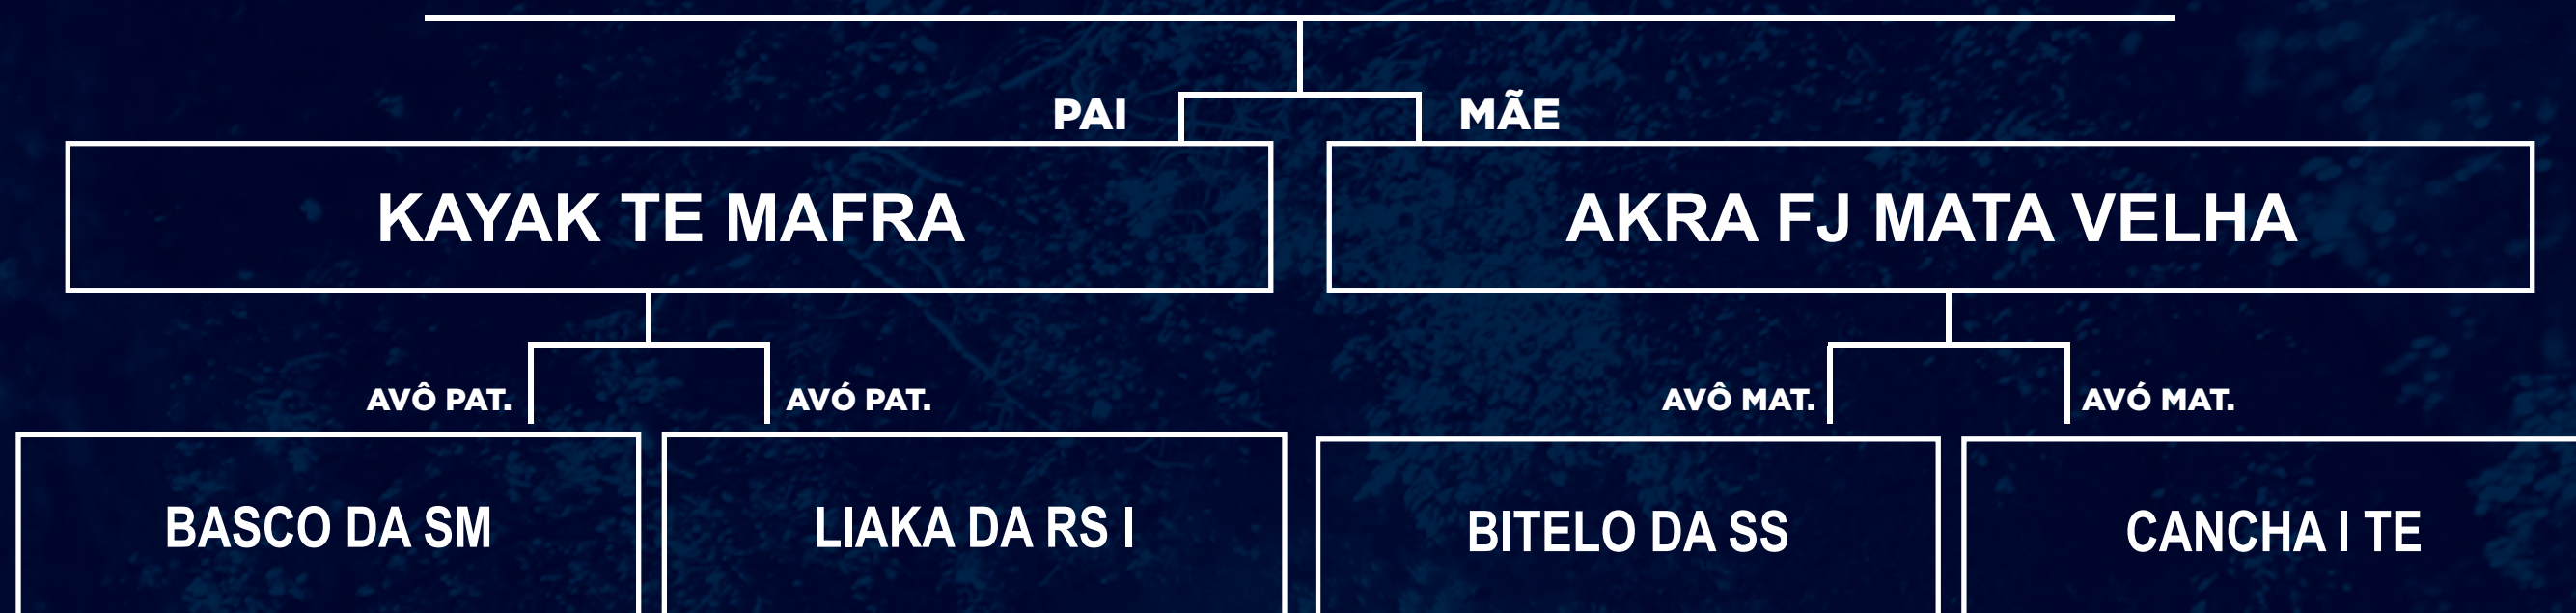 PAI
MÃE
KAYAK TE MAFRA
AKRA FJ MATA VELHA
AVÔ PAT.
AVÓ PAT.
AVÔ MAT.
AVÓ MAT.
BASCO DA SM
LIAKA DA RS I
BITELO DA SS
CANCHA I TE